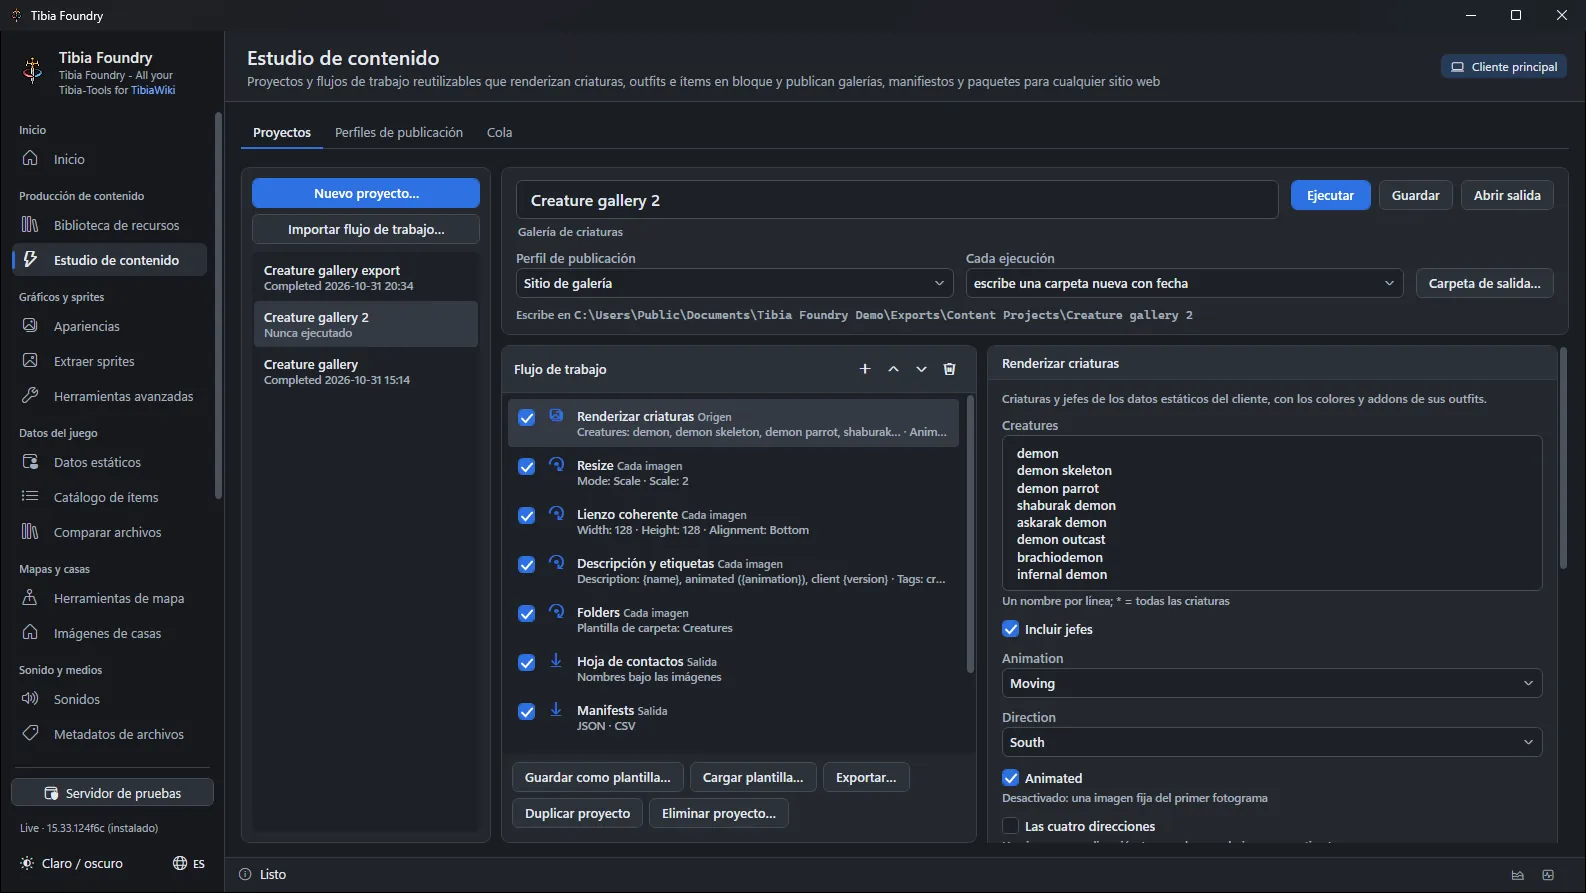 Tibia Foundry
Tibia Foundry
Tibia Foundry - All your
Tibia-Tools for TibiaWiki
Inicio
Inicio
Producción de contenido
Biblioteca de recursos
Estudio de contenido
Gráficos y sprites
Apariencias
Extraer sprites
Herramientas avanzadas
Datos del juego
Datos estáticos
Catálogo de ítems
Comparar archivos
Mapas y casas
Herramientas de mapa
Imágenes de casas
Sonido y medios
Sonidos
Metadatos de archivos
Servidor de pruebas
Live · 15.33.124f6c (instalado)
Claro / oscuro
ES
Estudio de contenido
Proyectos y flujos de trabajo reutilizables que renderizan criaturas, outfits e ítems en bloque y publican galerías, manifiestos y paquetes para cualquier sitio web
Cliente principal
Proyectos
Perfiles de publicación
Cola
Nuevo proyecto...
Importar flujo de trabajo...
Creature gallery export
Completed 2026-10-31 20:34
Creature gallery 2
Nunca ejecutado
Creature gallery
Completed 2026-10-31 15:14
Creature gallery 2
Ejecutar
Guardar
Abrir salida
Galería de criaturas
Perfil de publicación
Cada ejecución
Sitio de galería
escribe una carpeta nueva con fecha
Carpeta de salida...
Escribe en C:\Users\Public\Documents\Tibia Foundry Demo\Exports\Content Projects\Creature gallery 2
Flujo de trabajo
Renderizar criaturas Origen
Creatures: demon, demon skeleton, demon parrot, shaburak... · Anim...
Resize Cada imagen
Mode: Scale · Scale: 2
Lienzo coherente Cada imagen
Width: 128 · Height: 128 · Alignment: Bottom
Descripción y etiquetas Cada imagen
Description: {name}, animated ({animation}), client {version} · Tags: cr...
Folders Cada imagen
Plantilla de carpeta: Creatures
Hoja de contactos Salida
Nombres bajo las imágenes
Manifests Salida
JSON · CSV
Guardar como plantilla...
Cargar plantilla...
Exportar...
Duplicar proyecto
Eliminar proyecto...
Renderizar criaturas
Criaturas y jefes de los datos estáticos del cliente, con los colores y addons de sus outfits.
Creatures
demon
demon skeleton
demon parrot
shaburak demon
askarak demon
demon outcast
brachiodemon
infernal demon
Un nombre por línea; * = todas las criaturas
Incluir jefes
Animation
Moving
Direction
South
Animated
Desactivado: una imagen fija del primer fotograma
Las cuatro direcciones
Listo